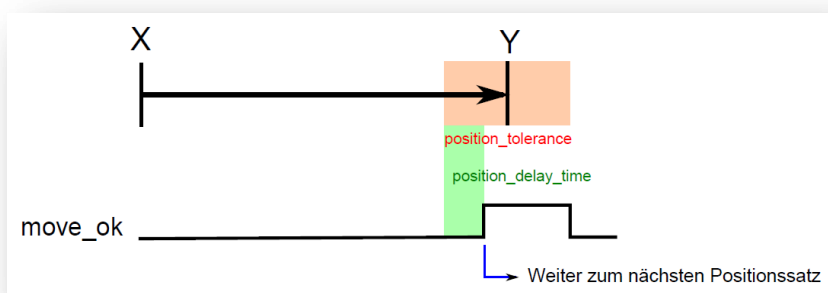 X
Y
position_tolerance
position_delay_time
move_ok
Weiter zum nächsten Positionssatz